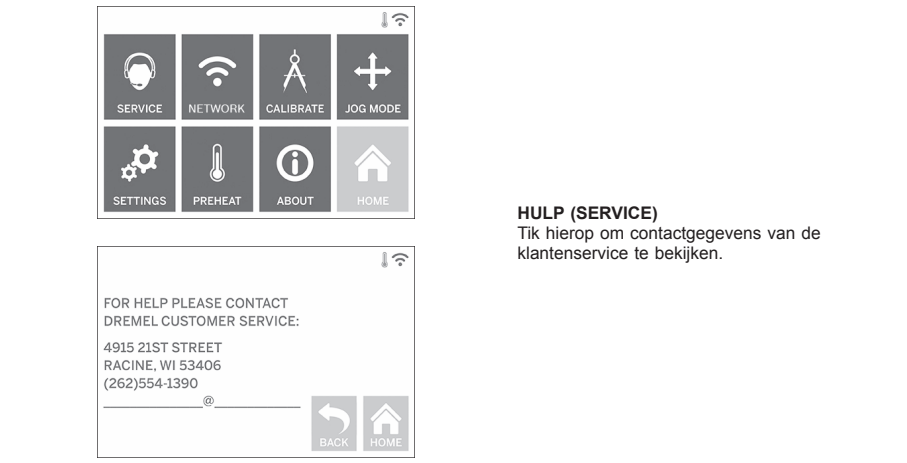 SERVICE
NETWORK
CALIBRATE
JOG MODE
SETTINGS
PREHEAT
ABOUT
HOME
FOR HELP PLEASE CONTACT
DREMEL CUSTOMER SERVICE:
4915 21ST STREET
RACINE, WI 53406
(262)554-1390
@
BACK
HOME
HULP (SERVICE)
Tik hierop om contactgegevens van de
klantenservice te bekijken.